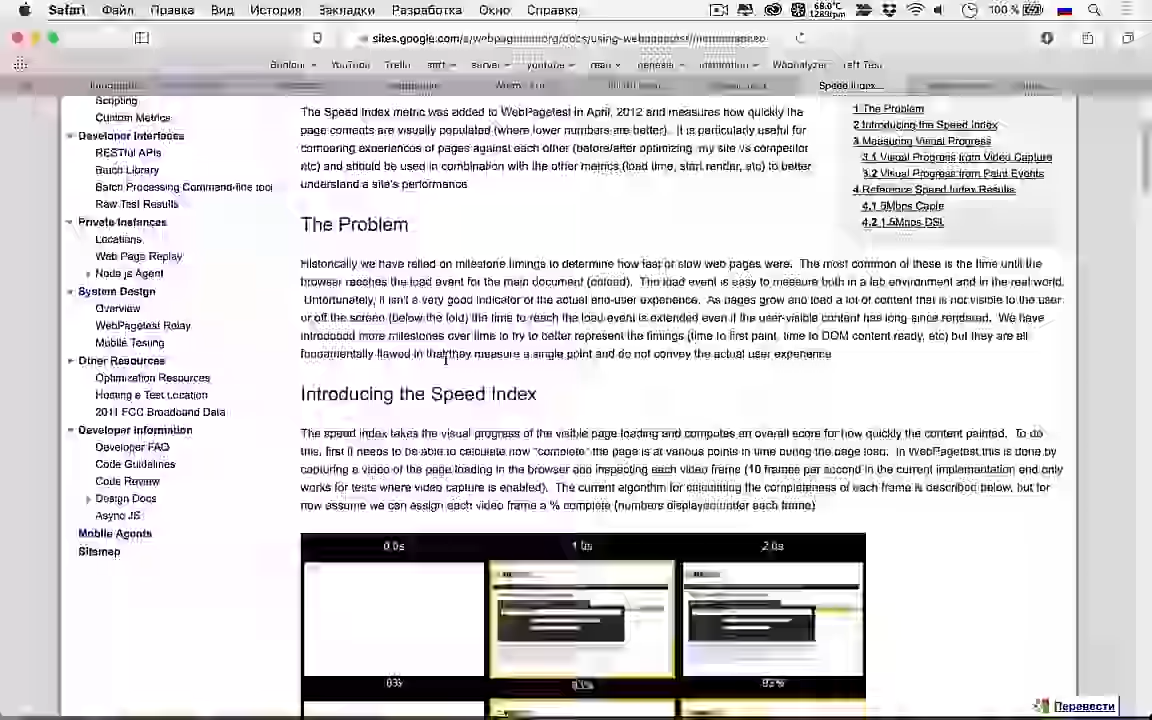 Safari Файл Правка Вид История Закладки Разработка Окно Справка 68.0°C 1289rpm 100 %
YouTube Trello
Speed Index...
Scripting
Custom Metrics
Developer Interfaces
RESTful APIs
Batch Library
Batch Processing Command-line tool
Raw Test Results
Private Instances
Locations
Web Page Replay
Node.js Agent
System Design
Overview
WebPagetest Relay
Mobile Testing
Other Resources
Optimization Resources
Hosting a Test Location
2011 FCC Broadband Data
Developer Information
Developer FAQ
Code Guidelines
Code Review
Design Docs
Async JS
Mobile Agents
Sitemap
The Speed Index metric was added to WebPagetest in April, 2012 and measures how quickly the
page contents are visually populated (where lower numbers are better). It is particularly useful for
comparing experiences of pages against each other (before/after optimizing, my site vs competitor,
etc) and should be used in combination with the other metrics (load time, start render, etc) to better
understand a site's performance
1 The Problem
2 Introducing the Speed Index
3 Measuring Visual Progress
3.1 Visual Progress from Video Capture
3.2 Visual Progress from Paint Events
4 Reference Speed Index Results
4.1 5Mbps Cable
4.2 1.5Mbps DSL
The Problem
Historically we have relied on milestone timings to determine how fast or slow web pages were. The most common of these is the time until the
browser reaches the load event for the main document (onload). The load event is easy to measure both in a lab environment and in the real world.
Unfortunately, it isn't a very good indicator of the actual end-user experience. As pages grow and load a lot of content that is not visible to the user
or off the screen (below the fold) the time to reach the load event is extended even if the user-visible content has long since rendered. We have
introduced more milestones over time to try to better represent the timings (time to first paint, time to DOM content ready, etc) but they are all
fundamentally flawed in that they measure a single point and do not convey the actual user experience
Introducing the Speed Index
The speed index takes the visual progress of the visible page loading and computes an overall score for how quickly the content painted. To do
this, first it needs to be able to calculate how "complete" the page is at various points in time during the page load. In WebPagetest this is done by
capturing a video of the page loading in the browser and inspecting each video frame (10 frames per second in the current implementation and only
works for tests where video capture is enabled). The current algorithm for calculating the completeness of each frame is described below, but for
now assume we can assign each video frame a % complete (numbers displayed under each frame)
0.0s 1.0s 2.0s
Перевести